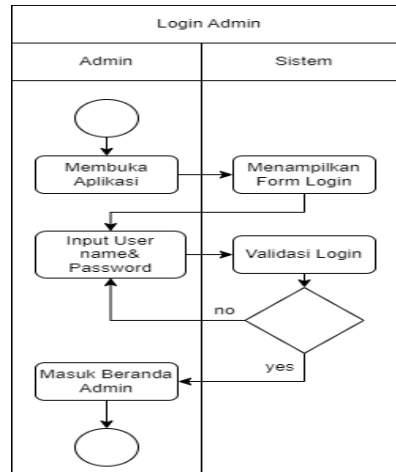 Login Admin
Admin
Sistem
Membuka
Aplikasi
Menampilkan
Form Login
Input User
name&
Password
Validasi Login
no
yes
Masuk Beranda
Admin